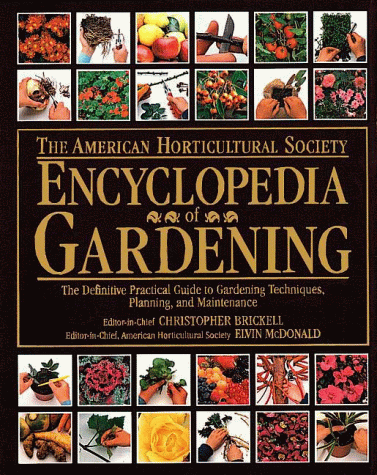 THE AMERICAN HORTICULTURAL SOCIETY
ENCYCLOPEDIA
of
GARDENING
The Definitive Practical Guide to Gardening Techniques,
Planning, and Maintenance
Editor-in-Chief CHRISTOPHER BRICKELL
Editor-in-Chief, American Horticultural Society ELVIN MCDONALD